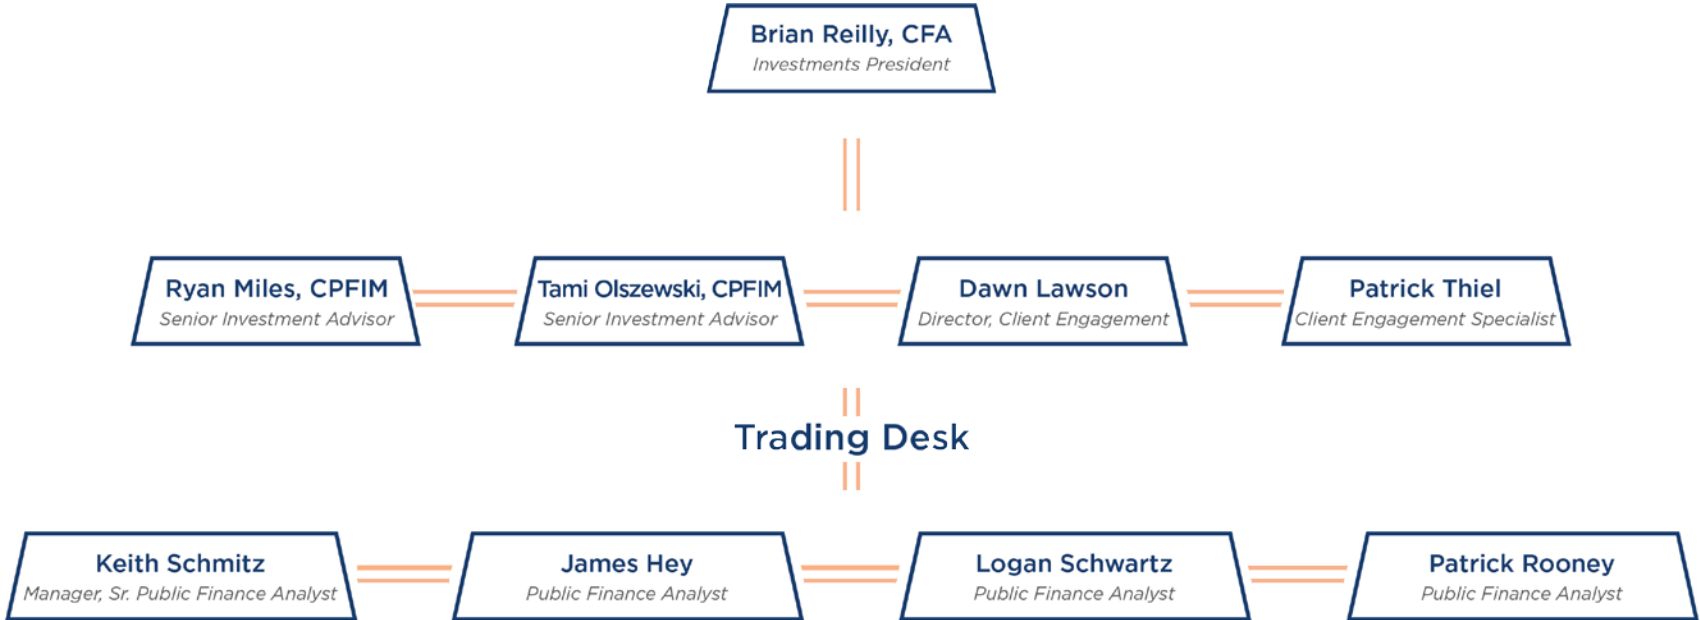 Brian Reilly, CFA
Investments President
Ryan Miles, CPFIM
Senior Investment Advisor
Tami Olszewski, CPFIM
Senior Investment Advisor
Dawn Lawson
Director, Client Engagement
Patrick Thiel
Client Engagement Specialist
Trading Desk
Keith Schmitz
Manager, Sr. Public Finance Analyst
James Hey
Public Finance Analyst
Logan Schwartz
Public Finance Analyst
Patrick Rooney
Public Finance Analyst